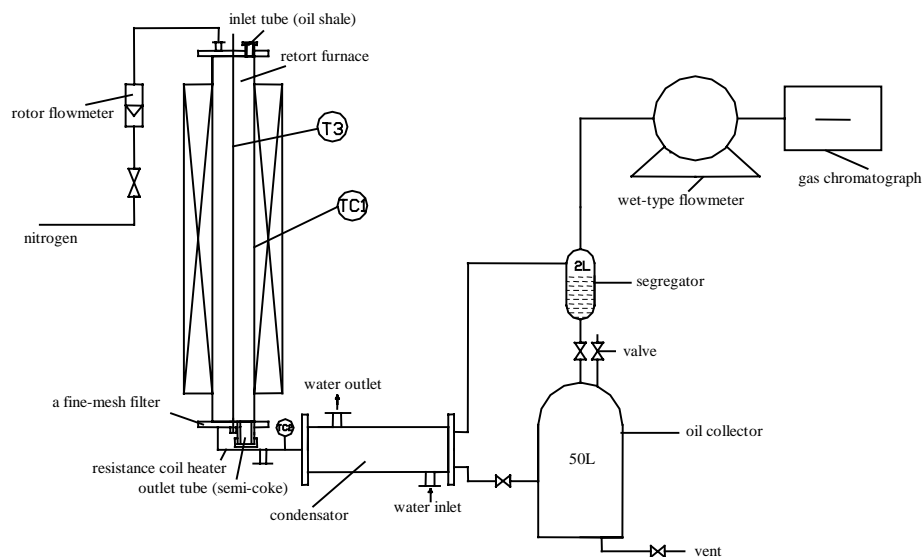 inlet tube (oil shale)
retort furnace
rotor flowmeter
T3
gas chromatograph
wet-type flowmeter
TC1
nitrogen
2L
segregator
valve
water outlet
a fine-mesh filter
TC2
oil collector
resistance coil heater
50L
outlet tube (semi-coke)
water inlet
condensator
vent